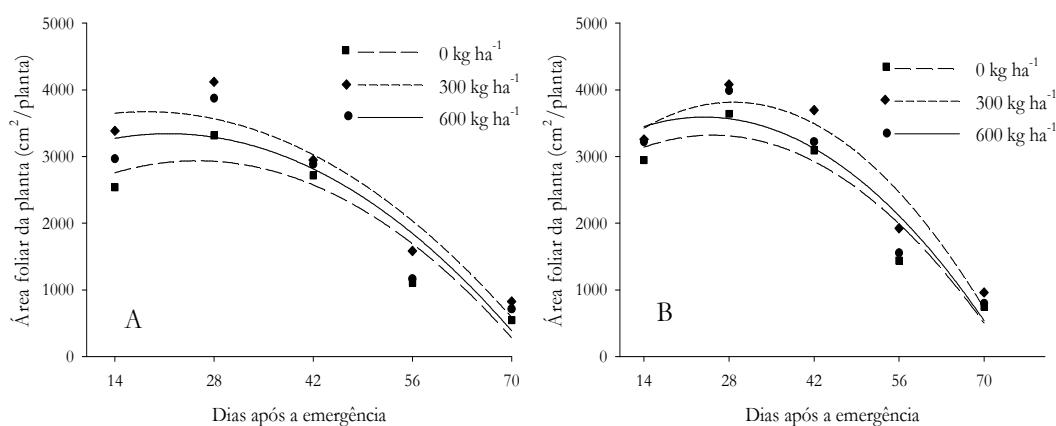 5000
4000
3000
2000
1000
0
Área foliar da planta (cm²/planta)
0 kg ha⁻¹
300 kg ha⁻¹
600 kg ha⁻¹
A
14 28 42 56 70
Dias após a emergência
5000
4000
3000
2000
1000
0
Área foliar da planta (cm²/planta)
0 kg ha⁻¹
300 kg ha⁻¹
600 kg ha⁻¹
B
14 28 42 56 70
Dias após a emergência